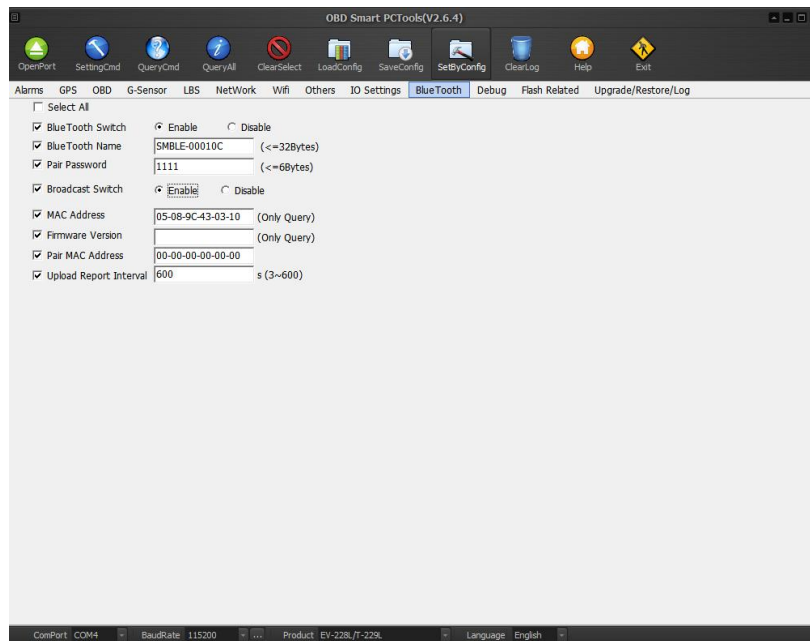 OBD Smart PCTools(V2.6.4)
OpenPort SettingCmd QueryCmd QueryAll ClearSelect LoadConfig SaveConfig SetByConfig ClearLog Help Exit
Alarms GPS OBD G-Sensor LBS NetWork Wifi Others IO Settings BlueTooth Debug Flash Related Upgrade/Restore/Log
Select All
BlueTooth Switch Enable Disable
BlueTooth Name SMBLE-00010C (<=32Bytes)
Pair Password 1111 (<=6Bytes)
Broadcast Switch Enable Disable
MAC Address 05-08-9C-43-03-10 (Only Query)
Firmware Version (Only Query)
Pair MAC Address 00-00-00-00-00-00
Upload Report Interval 600 s (3~600)
ComPort COM4 BaudRate 115200 ... Product EV-228L/T-229L Language English